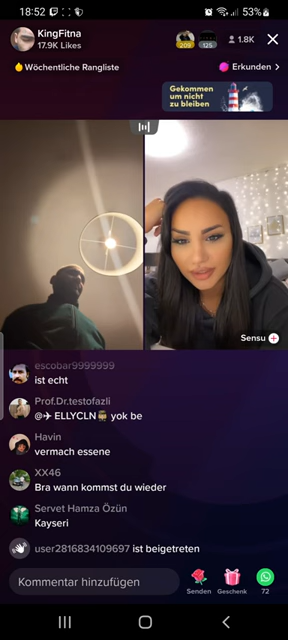 18:52
53%
KingFitna
17.9K Likes
209
125
1.8K
Wöchentliche Rangliste
Erkunden >
Gekommen
um nicht
zu bleiben
Sensu
escobar9999999
ist echt
Prof.Dr.testofazli
@✈ ELLYCLN yok be
Havin
vermach essene
XX46
Bra wann kommst du wieder
Servet Hamza Özün
Kayseri
user2816834109697 ist beigetreten
Kommentar hinzufügen
Senden
Geschenk
72